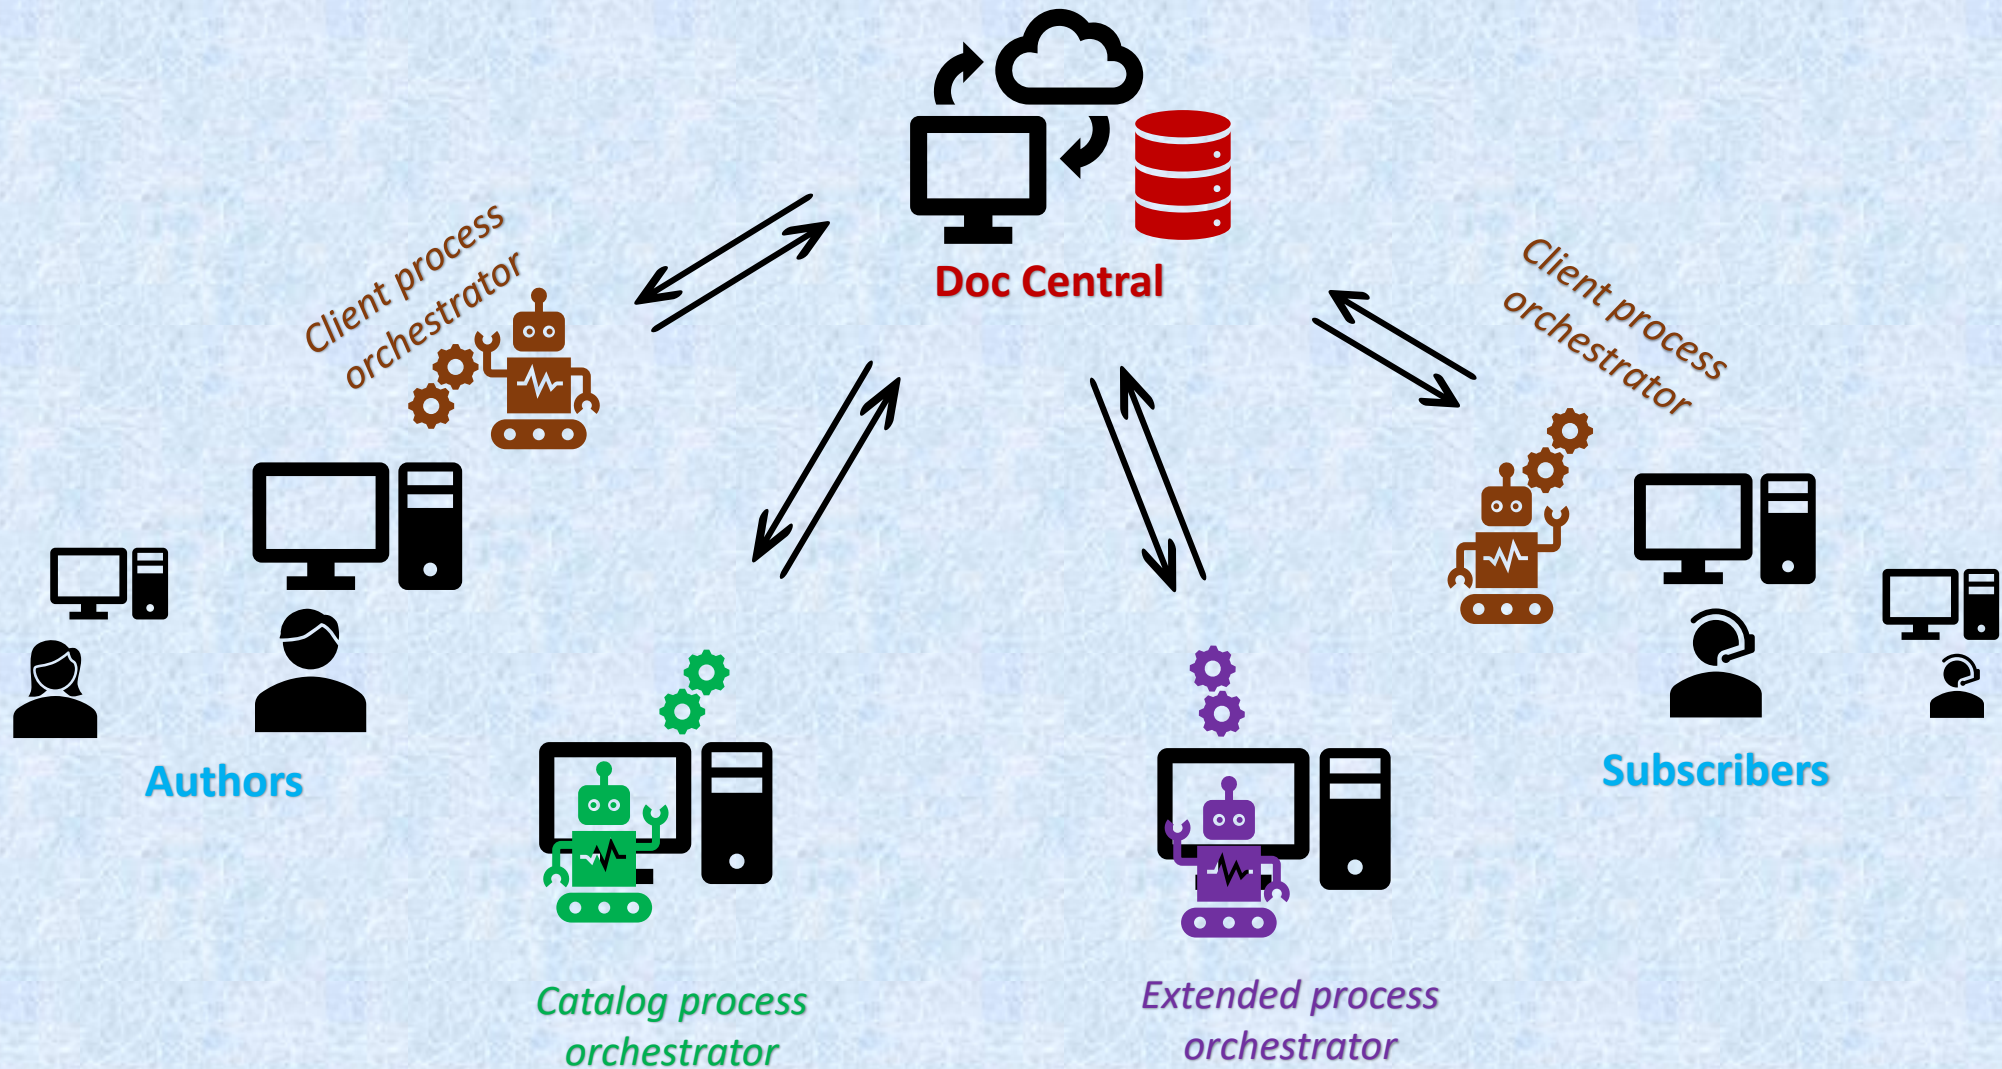 Doc Central
Client process
orchestrator
Client process
orchestrator
Authors
Subscribers
Catalog process
orchestrator
Extended process
orchestrator